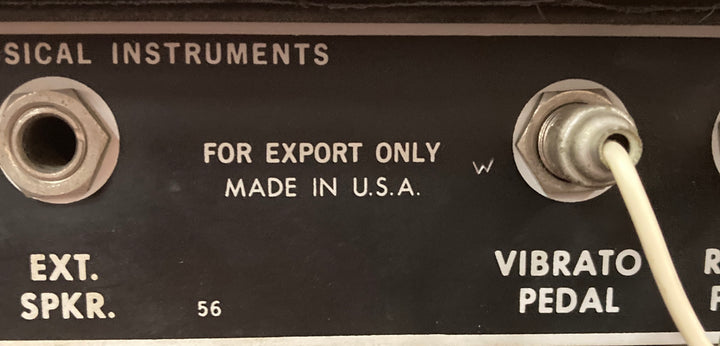 SICAL INSTRUMENTS
FOR EXPORT ONLY
MADE IN U.S.A.
W
EXT.
SPKR.
56
VIBRATO
PEDAL